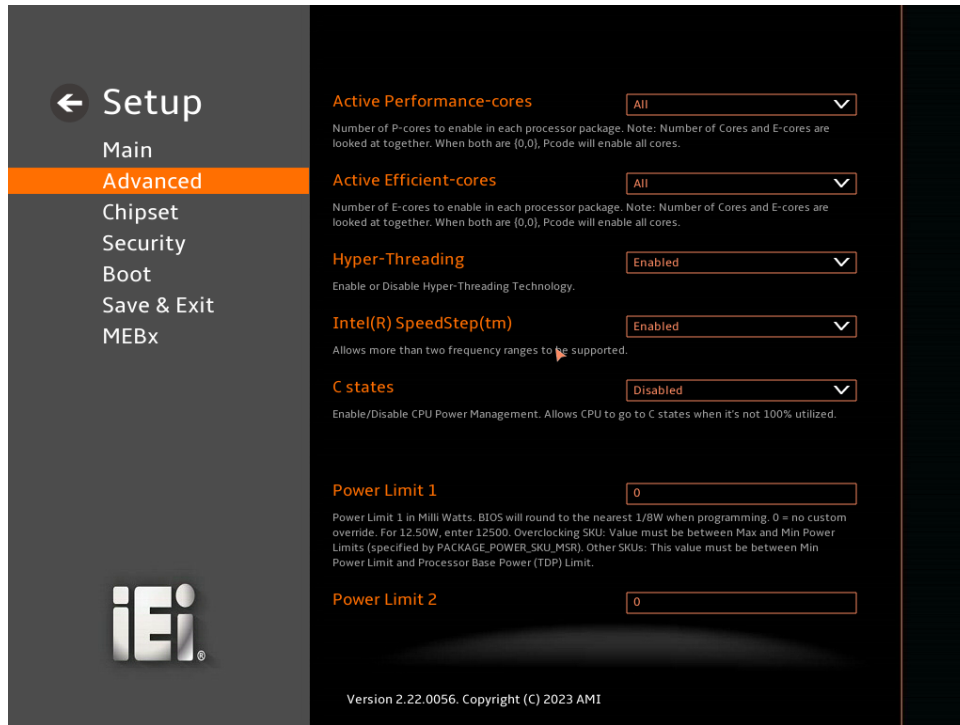 Setup
Main
Advanced
Chipset
Security
Boot
Save & Exit
MEBx
iEi®
Active Performance-cores
All
Number of P-cores to enable in each processor package. Note: Number of Cores and E-cores are
looked at together. When both are {0,0}, Pcode will enable all cores.
Active Efficient-cores
All
Number of E-cores to enable in each processor package. Note: Number of Cores and E-cores are
looked at together. When both are {0,0}, Pcode will enable all cores.
Hyper-Threading
Enabled
Enable or Disable Hyper-Threading Technology.
Intel(R) SpeedStep(tm)
Enabled
Allows more than two frequency ranges to be supported.
C states
Disabled
Enable/Disable CPU Power Management. Allows CPU to go to C states when it's not 100% utilized.
Power Limit 1
0
Power Limit 1 in Milli Watts. BIOS will round to the nearest 1/8W when programming. 0 = no custom
override. For 12.50W, enter 12500. Overclocking SKU: Value must be between Max and Min Power
Limits (specified by PACKAGE_POWER_SKU_MSR). Other SKUs: This value must be between Min
Power Limit and Processor Base Power (TDP) Limit.
Power Limit 2
0
Version 2.22.0056. Copyright (C) 2023 AMI